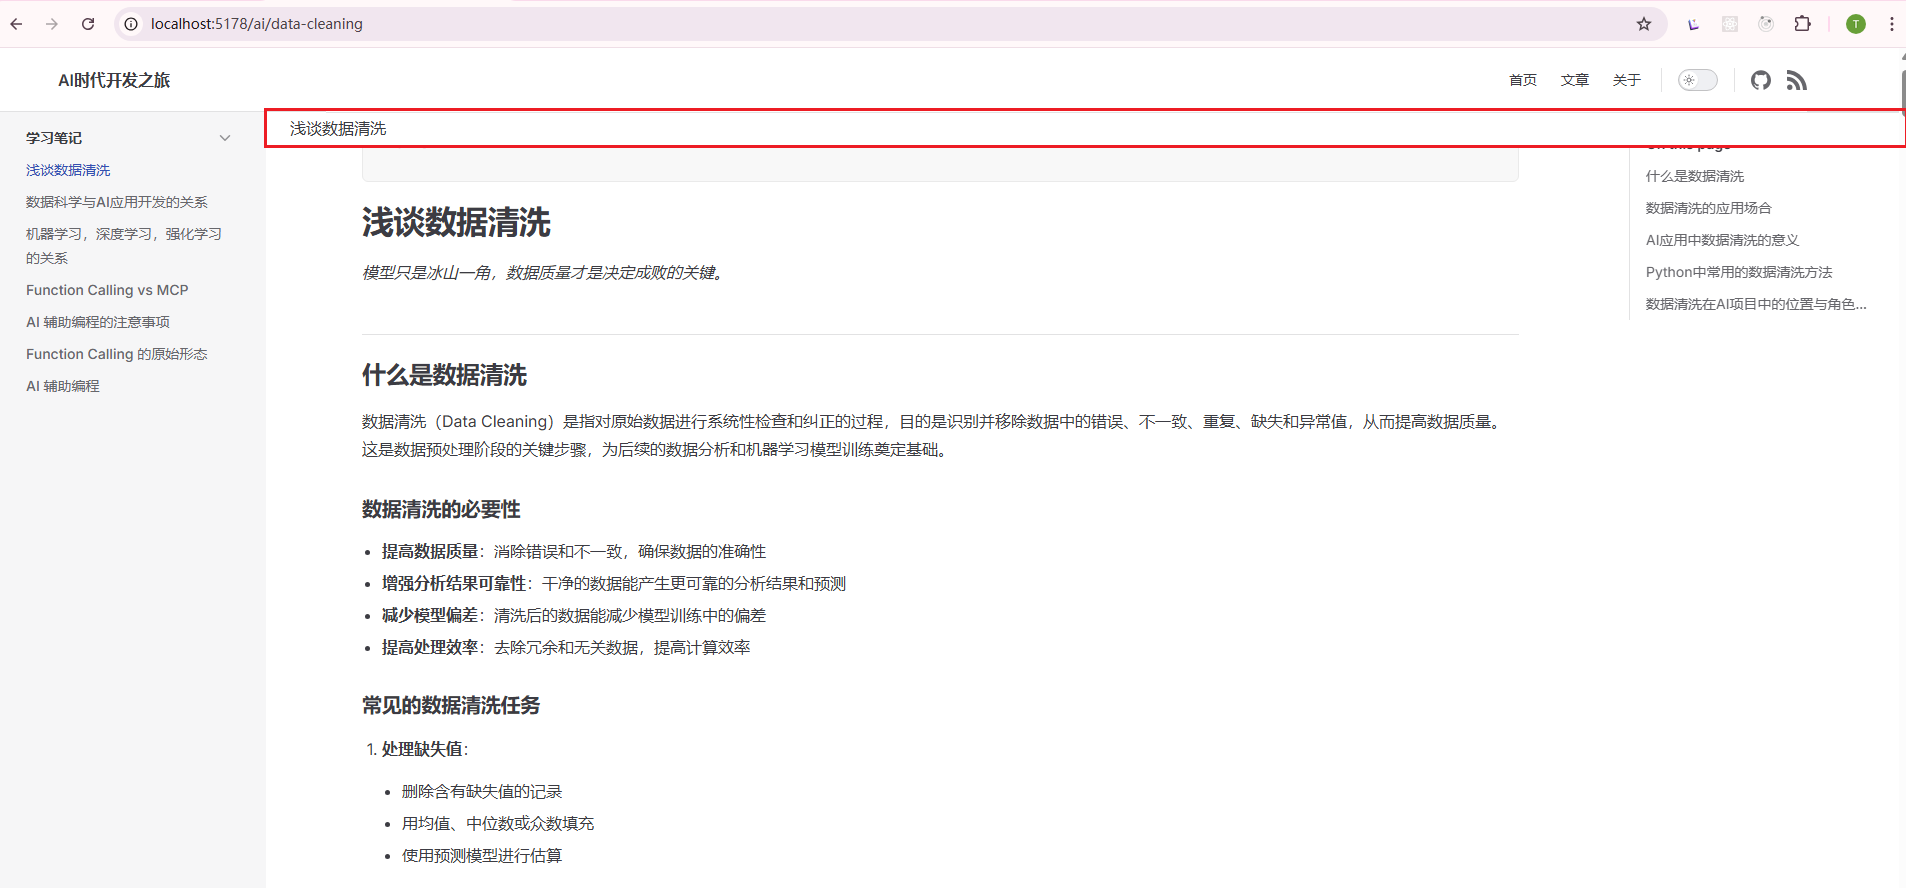 localhost:5178/ai/data-cleaning
T
AI时代开发之旅
首页
文章
关于
学习笔记
浅谈数据清洗
数据科学与AI应用开发的关系
机器学习，深度学习，强化学习
的关系
Function Calling vs MCP
AI 辅助编程的注意事项
Function Calling 的原始形态
AI 辅助编程
浅谈数据清洗
浅谈数据清洗
模型只是冰山一角，数据质量才是决定成败的关键。
什么是数据清洗
数据清洗（Data Cleaning）是指对原始数据进行系统性检查和纠正的过程，目的是识别并移除数据中的错误、不一致、重复、缺失和异常值，从而提高数据质量。
这是数据预处理阶段的关键步骤，为后续的数据分析和机器学习模型训练奠定基础。
数据清洗的必要性
• 提高数据质量：消除错误和不一致，确保数据的准确性
• 增强分析结果可靠性：干净的数据能产生更可靠的分析结果和预测
• 减少模型偏差：清洗后的数据能减少模型训练中的偏差
• 提高处理效率：去除冗余和无关数据，提高计算效率
常见的数据清洗任务
1. 处理缺失值：
• 删除含有缺失值的记录
• 用均值、中位数或众数填充
• 使用预测模型进行估算
On this page
什么是数据清洗
数据清洗的应用场合
AI应用中数据清洗的意义
Python中常用的数据清洗方法
数据清洗在AI项目中的位置与角色...